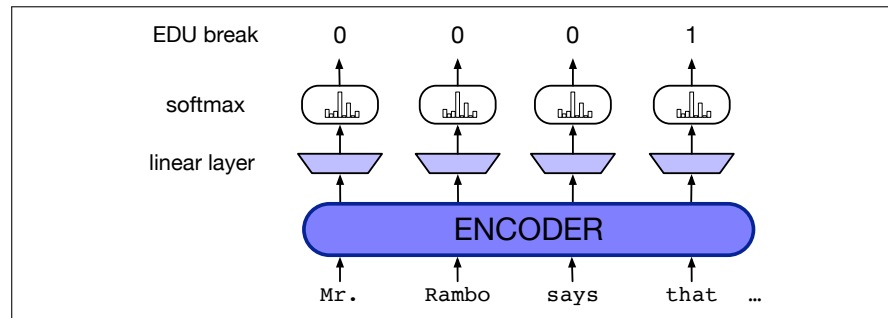 EDU break 0 0 0 1
softmax
linear layer
ENCODER
Mr. Rambo says that …